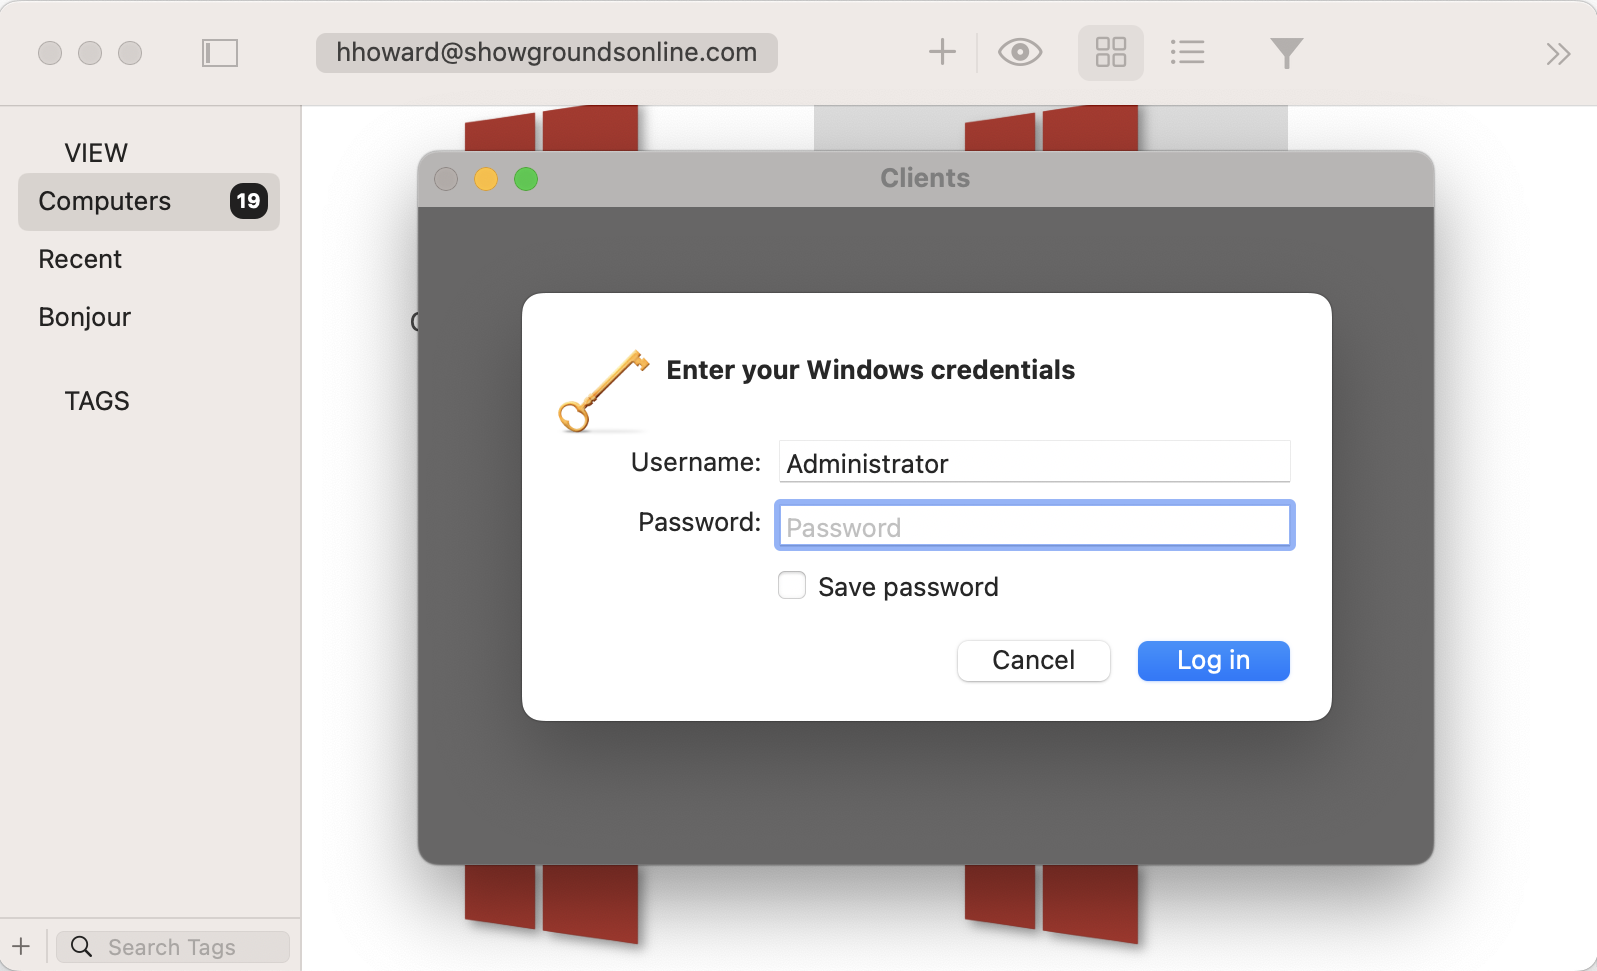 hhoward@showgroundsonline.com
VIEW
Computers 19
Recent
Bonjour
TAGS
Search Tags
Clients
Enter your Windows credentials
Username: Administrator
Password: Password
Save password
Cancel Log in